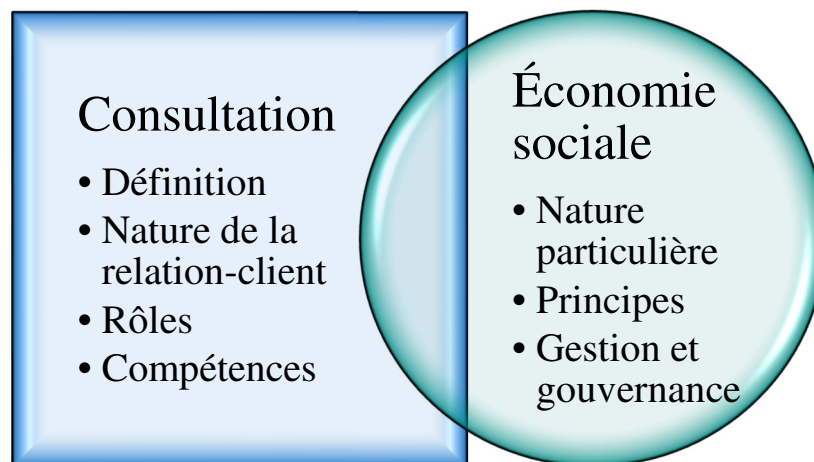 Consultation
• Définition
• Nature de la
relation-client
• Rôles
• Compétences
Économie
sociale
• Nature
particulière
• Principes
• Gestion et
gouvernance